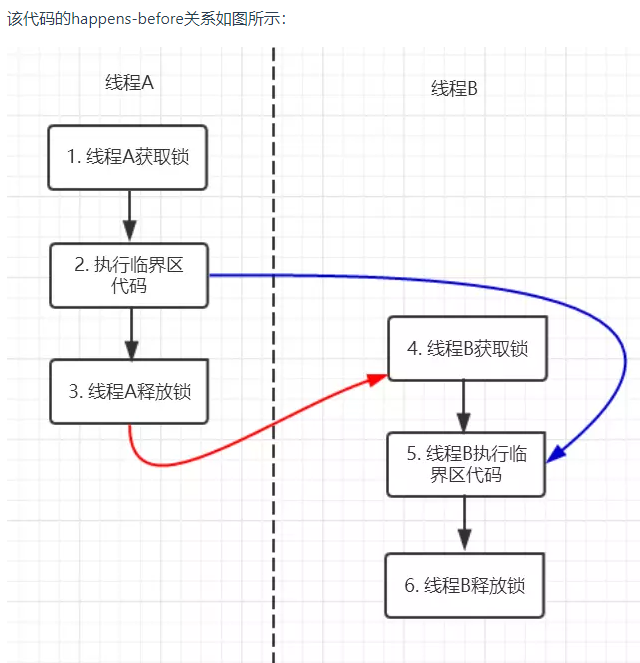 该代码的happens-before关系如图所示：
线程A
线程B
1. 线程A获取锁
2. 执行临界区
代码
3. 线程A释放锁
4. 线程B获取锁
5. 线程B执行临
界区代码
6. 线程B释放锁